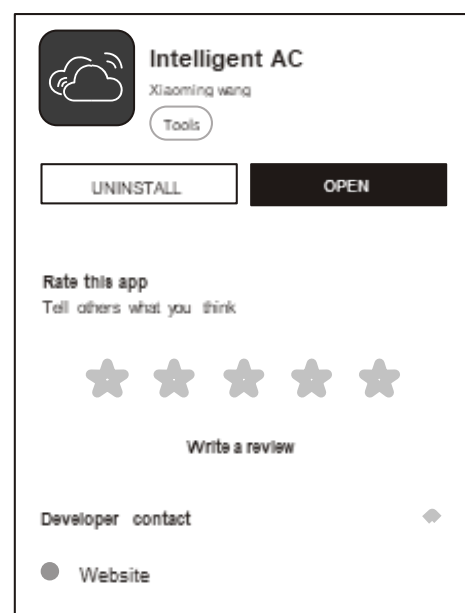 Intelligent AC
Xiaoming wang
Tools
UNINSTALL
OPEN
Rate this app
Tell others what you think
Write a review
Developer contact
Website